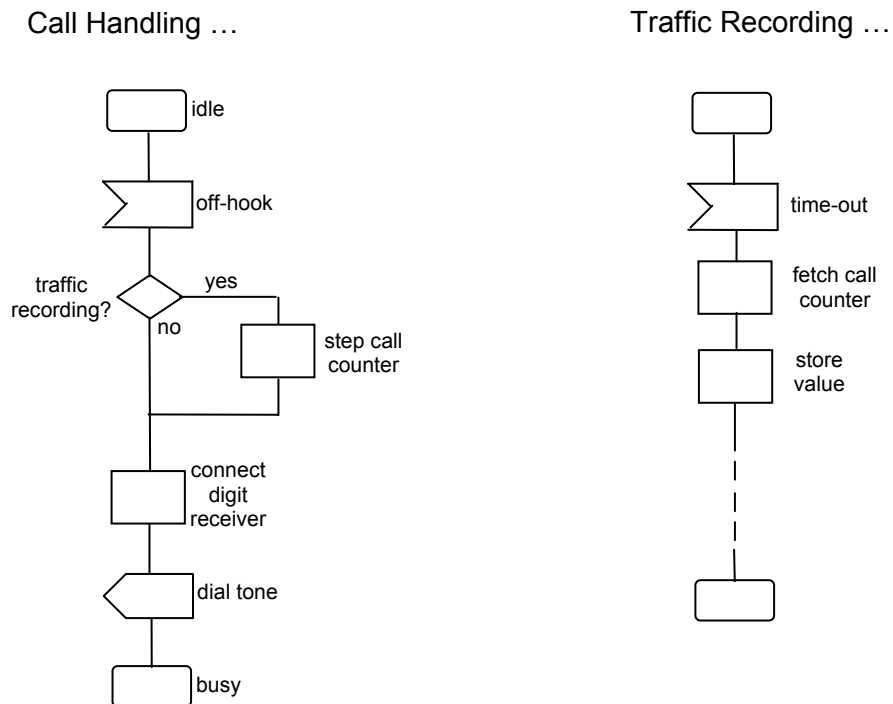 Call Handling …
idle
off-hook
traffic
recording?
yes
no
step call
counter
connect
digit
receiver
dial tone
busy
Traffic Recording …
time-out
fetch call
counter
store
value